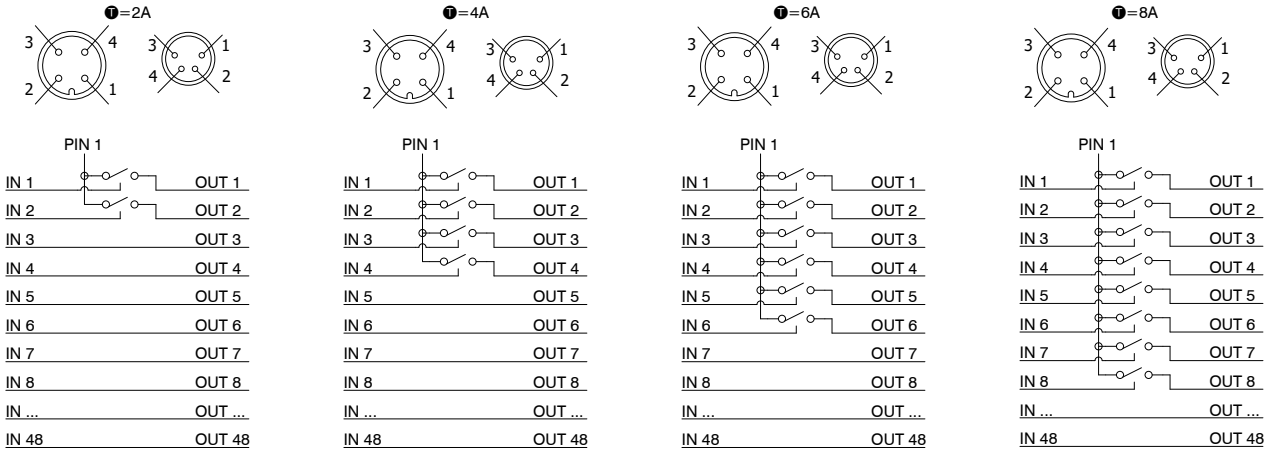 T=2A
3 4
2 1
3 1
4 2
PIN 1
IN 1 OUT 1
IN 2 OUT 2
IN 3 OUT 3
IN 4 OUT 4
IN 5 OUT 5
IN 6 OUT 6
IN 7 OUT 7
IN 8 OUT 8
IN ... OUT ...
IN 48 OUT 48
T=4A
3 4
2 1
3 1
4 2
PIN 1
IN 1 OUT 1
IN 2 OUT 2
IN 3 OUT 3
IN 4 OUT 4
IN 5 OUT 5
IN 6 OUT 6
IN 7 OUT 7
IN 8 OUT 8
IN ... OUT ...
IN 48 OUT 48
T=6A
3 4
2 1
3 1
4 2
PIN 1
IN 1 OUT 1
IN 2 OUT 2
IN 3 OUT 3
IN 4 OUT 4
IN 5 OUT 5
IN 6 OUT 6
IN 7 OUT 7
IN 8 OUT 8
IN ... OUT ...
IN 48 OUT 48
T=8A
3 4
2 1
3 1
4 2
PIN 1
IN 1 OUT 1
IN 2 OUT 2
IN 3 OUT 3
IN 4 OUT 4
IN 5 OUT 5
IN 6 OUT 6
IN 7 OUT 7
IN 8 OUT 8
IN ... OUT ...
IN 48 OUT 48